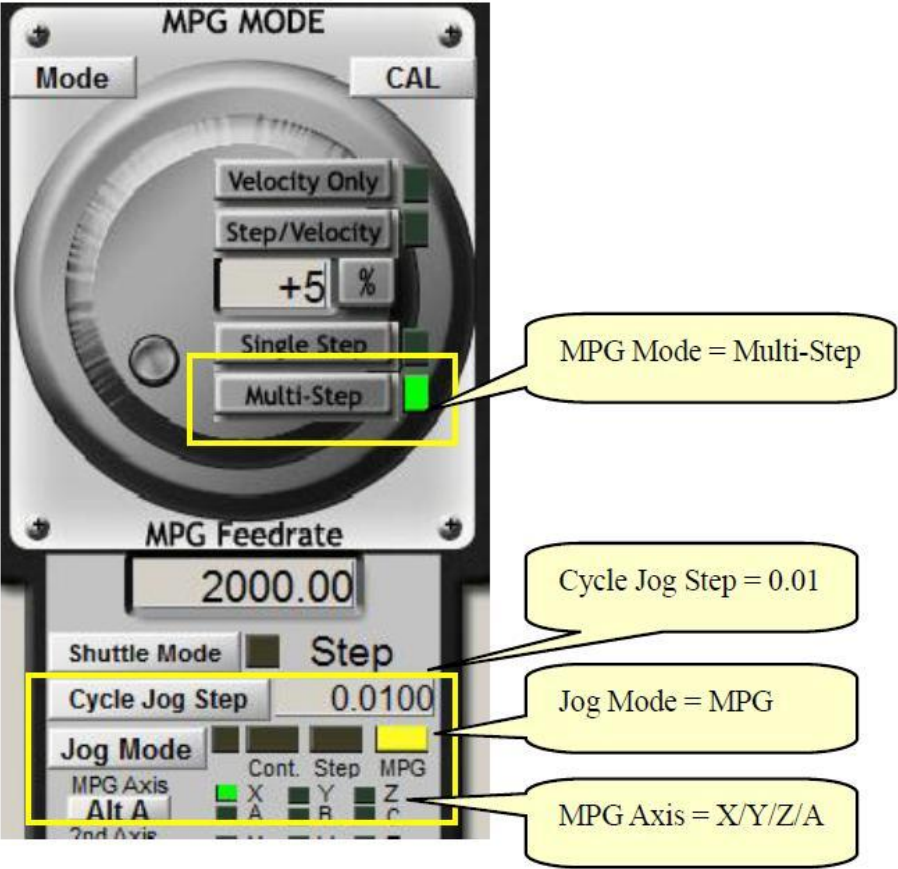 MPG MODE
Mode
CAL
Velocity Only
Step/Velocity
+5 %
Single Step
Multi-Step
MPG Mode = Multi-Step
MPG Feedrate
2000.00
Cycle Jog Step = 0.01
Shuttle Mode
Step
Cycle Jog Step 0.0100
Jog Mode = MPG
Jog Mode
Cont. Step MPG
MPG Axis X Y Z
Alt A A B C
MPG Axis = X/Y/Z/A
2nd Axis